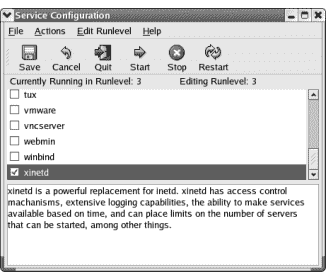 Service Configuration
File Actions Edit Runlevel Help
Save Cancel Quit Start Stop Restart
Currently Running in Runlevel: 3 Editing Runlevel: 3
tux
vmware
vncserver
webmin
winbind
xinetd
xinetd is a powerful replacement for inetd. xinetd has access control
machanisms, extensive logging capabilities, the ability to make services
available based on time, and can place limits on the number of servers
that can be started, among other things.